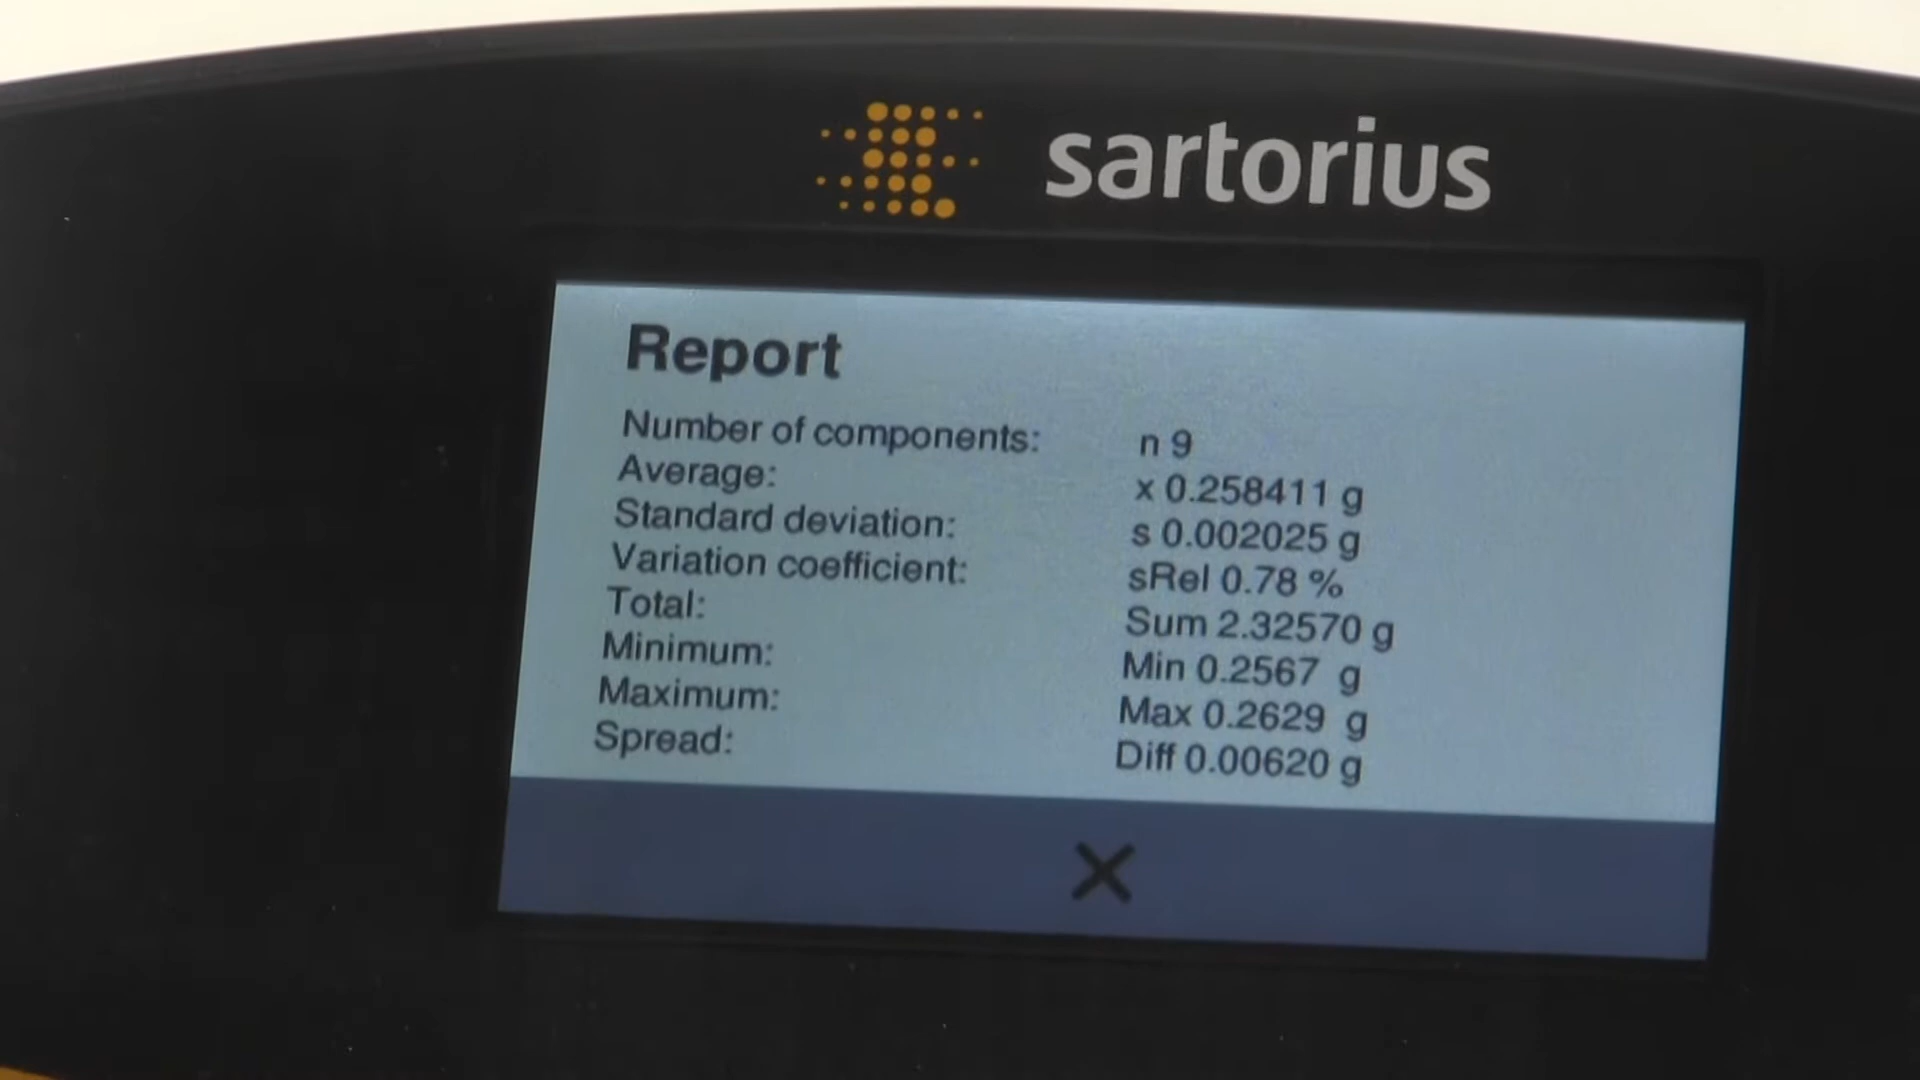 sartorius
Report
Number of components: n 9
Average: x 0.258411 g
Standard deviation: s 0.002025 g
Variation coefficient: sRel 0.78 %
Total: Sum 2.32570 g
Minimum: Min 0.2567 g
Maximum: Max 0.2629 g
Spread: Diff 0.00620 g